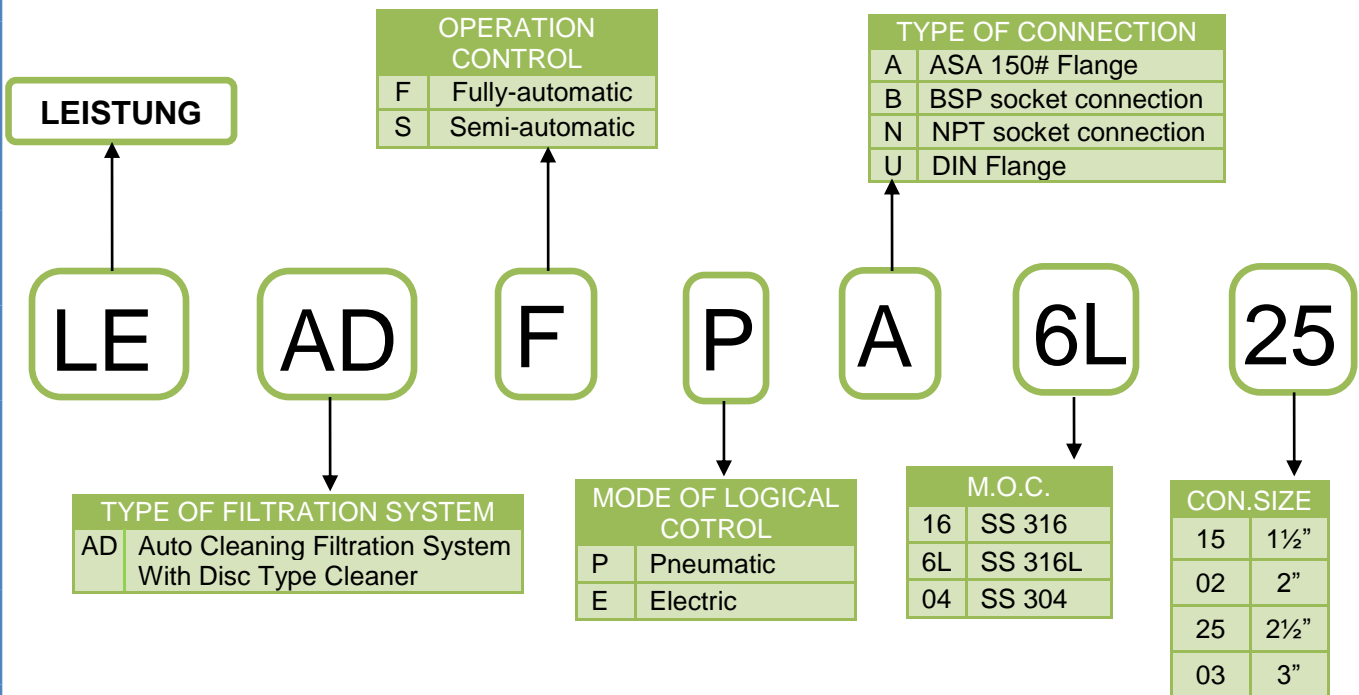 OPERATION
CONTROL
F Fully-automatic
S Semi-automatic
TYPE OF CONNECTION
A ASA 150# Flange
B BSP socket connection
N NPT socket connection
U DIN Flange
LEISTUNG
LE AD F P A 6L 25
TYPE OF FILTRATION SYSTEM
AD Auto Cleaning Filtration System
With Disc Type Cleaner
MODE OF LOGICAL
COTROL
P Pneumatic
E Electric
M.O.C.
16 SS 316
6L SS 316L
04 SS 304
CON.SIZE
15 1½”
02 2”
25 2½”
03 3”